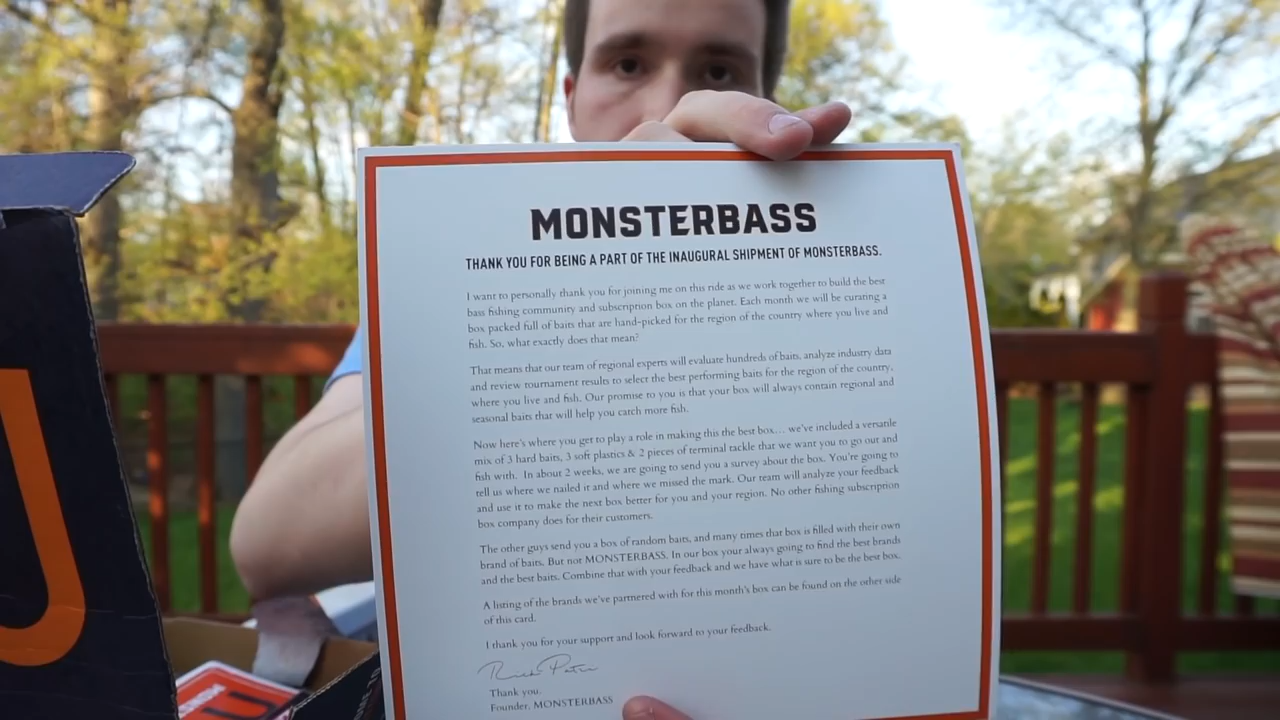 MONSTERBASS
THANK YOU FOR BEING A PART OF THE INAUGURAL SHIPMENT OF MONSTERBASS.
I want to personally thank you for joining me on this ride as we work together to build the best
bass fishing community and subscription box on the planet. Each month we will be curating a
box packed full of baits that are hand-picked for the region of the country where you live and
fish. So, what exactly does that mean?
That means that our team of regional experts will evaluate hundreds of baits, analyze industry data
and review tournament results to select the best performing baits for the region of the country,
where you live and fish. Our promise to you is that your box will always contain regional and
seasonal baits that will help you catch more fish.
Now here's where you get to play a role in making this the best box... we've included a versatile
mix of 3 hard baits, 3 soft plastics & 2 pieces of terminal tackle that we want you to go out and
fish with. In about 2 weeks, we are going to send you a survey about the box. You're going to
tell us where we nailed it and where we missed the mark. Our team will analyze your feedback
and use it to make the next box better for you and your region. No other fishing subscription
box company does for their customers.
The other guys send you a box of random baits, and many times that box is filled with their own
brand of baits. But not MONSTERBASS. In our box your always going to find the best brands
and the best baits. Combine that with your feedback and we have what is sure to be the best box.
A listing of the brands we've partnered with for this month's box can be found on the other side
of this card.
I thank you for your support and look forward to your feedback.
Thank you.
Founder, MONSTERBASS